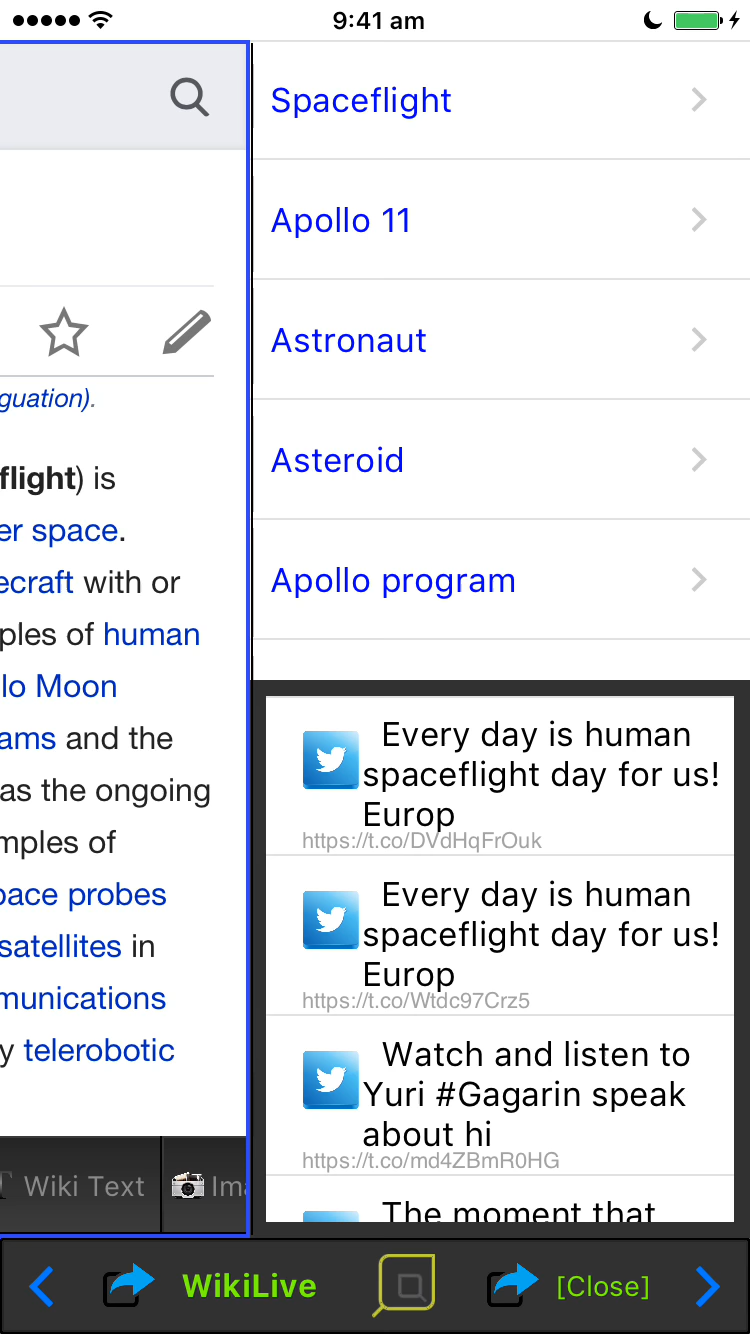 9:41 am
guation).
flight) is
er space.
ecraft with or
ples of human
lo Moon
ams and the
as the ongoing
mples of
pace probes
satellites in
munications
y telerobotic
Wiki Text
Ima
Spaceflight
Apollo 11
Astronaut
Asteroid
Apollo program
Every day is human
spaceflight day for us!
Europ
https://t.co/DVdHqFrOuk
Every day is human
spaceflight day for us!
Europ
https://t.co/Wtdc97Crz5
Watch and listen to
Yuri #Gagarin speak
about hi
https://t.co/md4ZBmR0HG
The moment that
WikiLive
[Close]